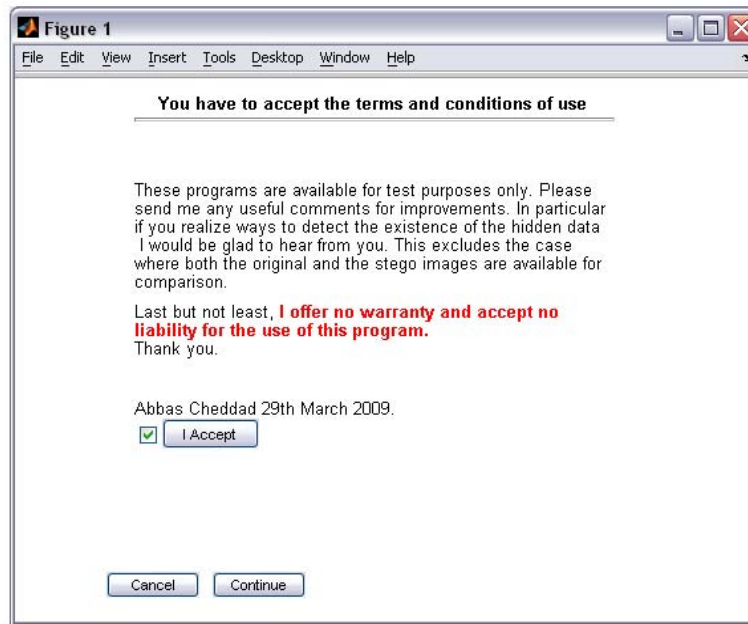 Figure 1
File Edit View Insert Tools Desktop Window Help
You have to accept the terms and conditions of use
These programs are available for test purposes only. Please
send me any useful comments for improvements. In particular
if you realize ways to detect the existence of the hidden data
I would be glad to hear from you. This excludes the case
where both the original and the stego images are available for
comparison.
Last but not least, I offer no warranty and accept no
liability for the use of this program.
Thank you.
Abbas Cheddad 29th March 2009.
I Accept
Cancel Continue